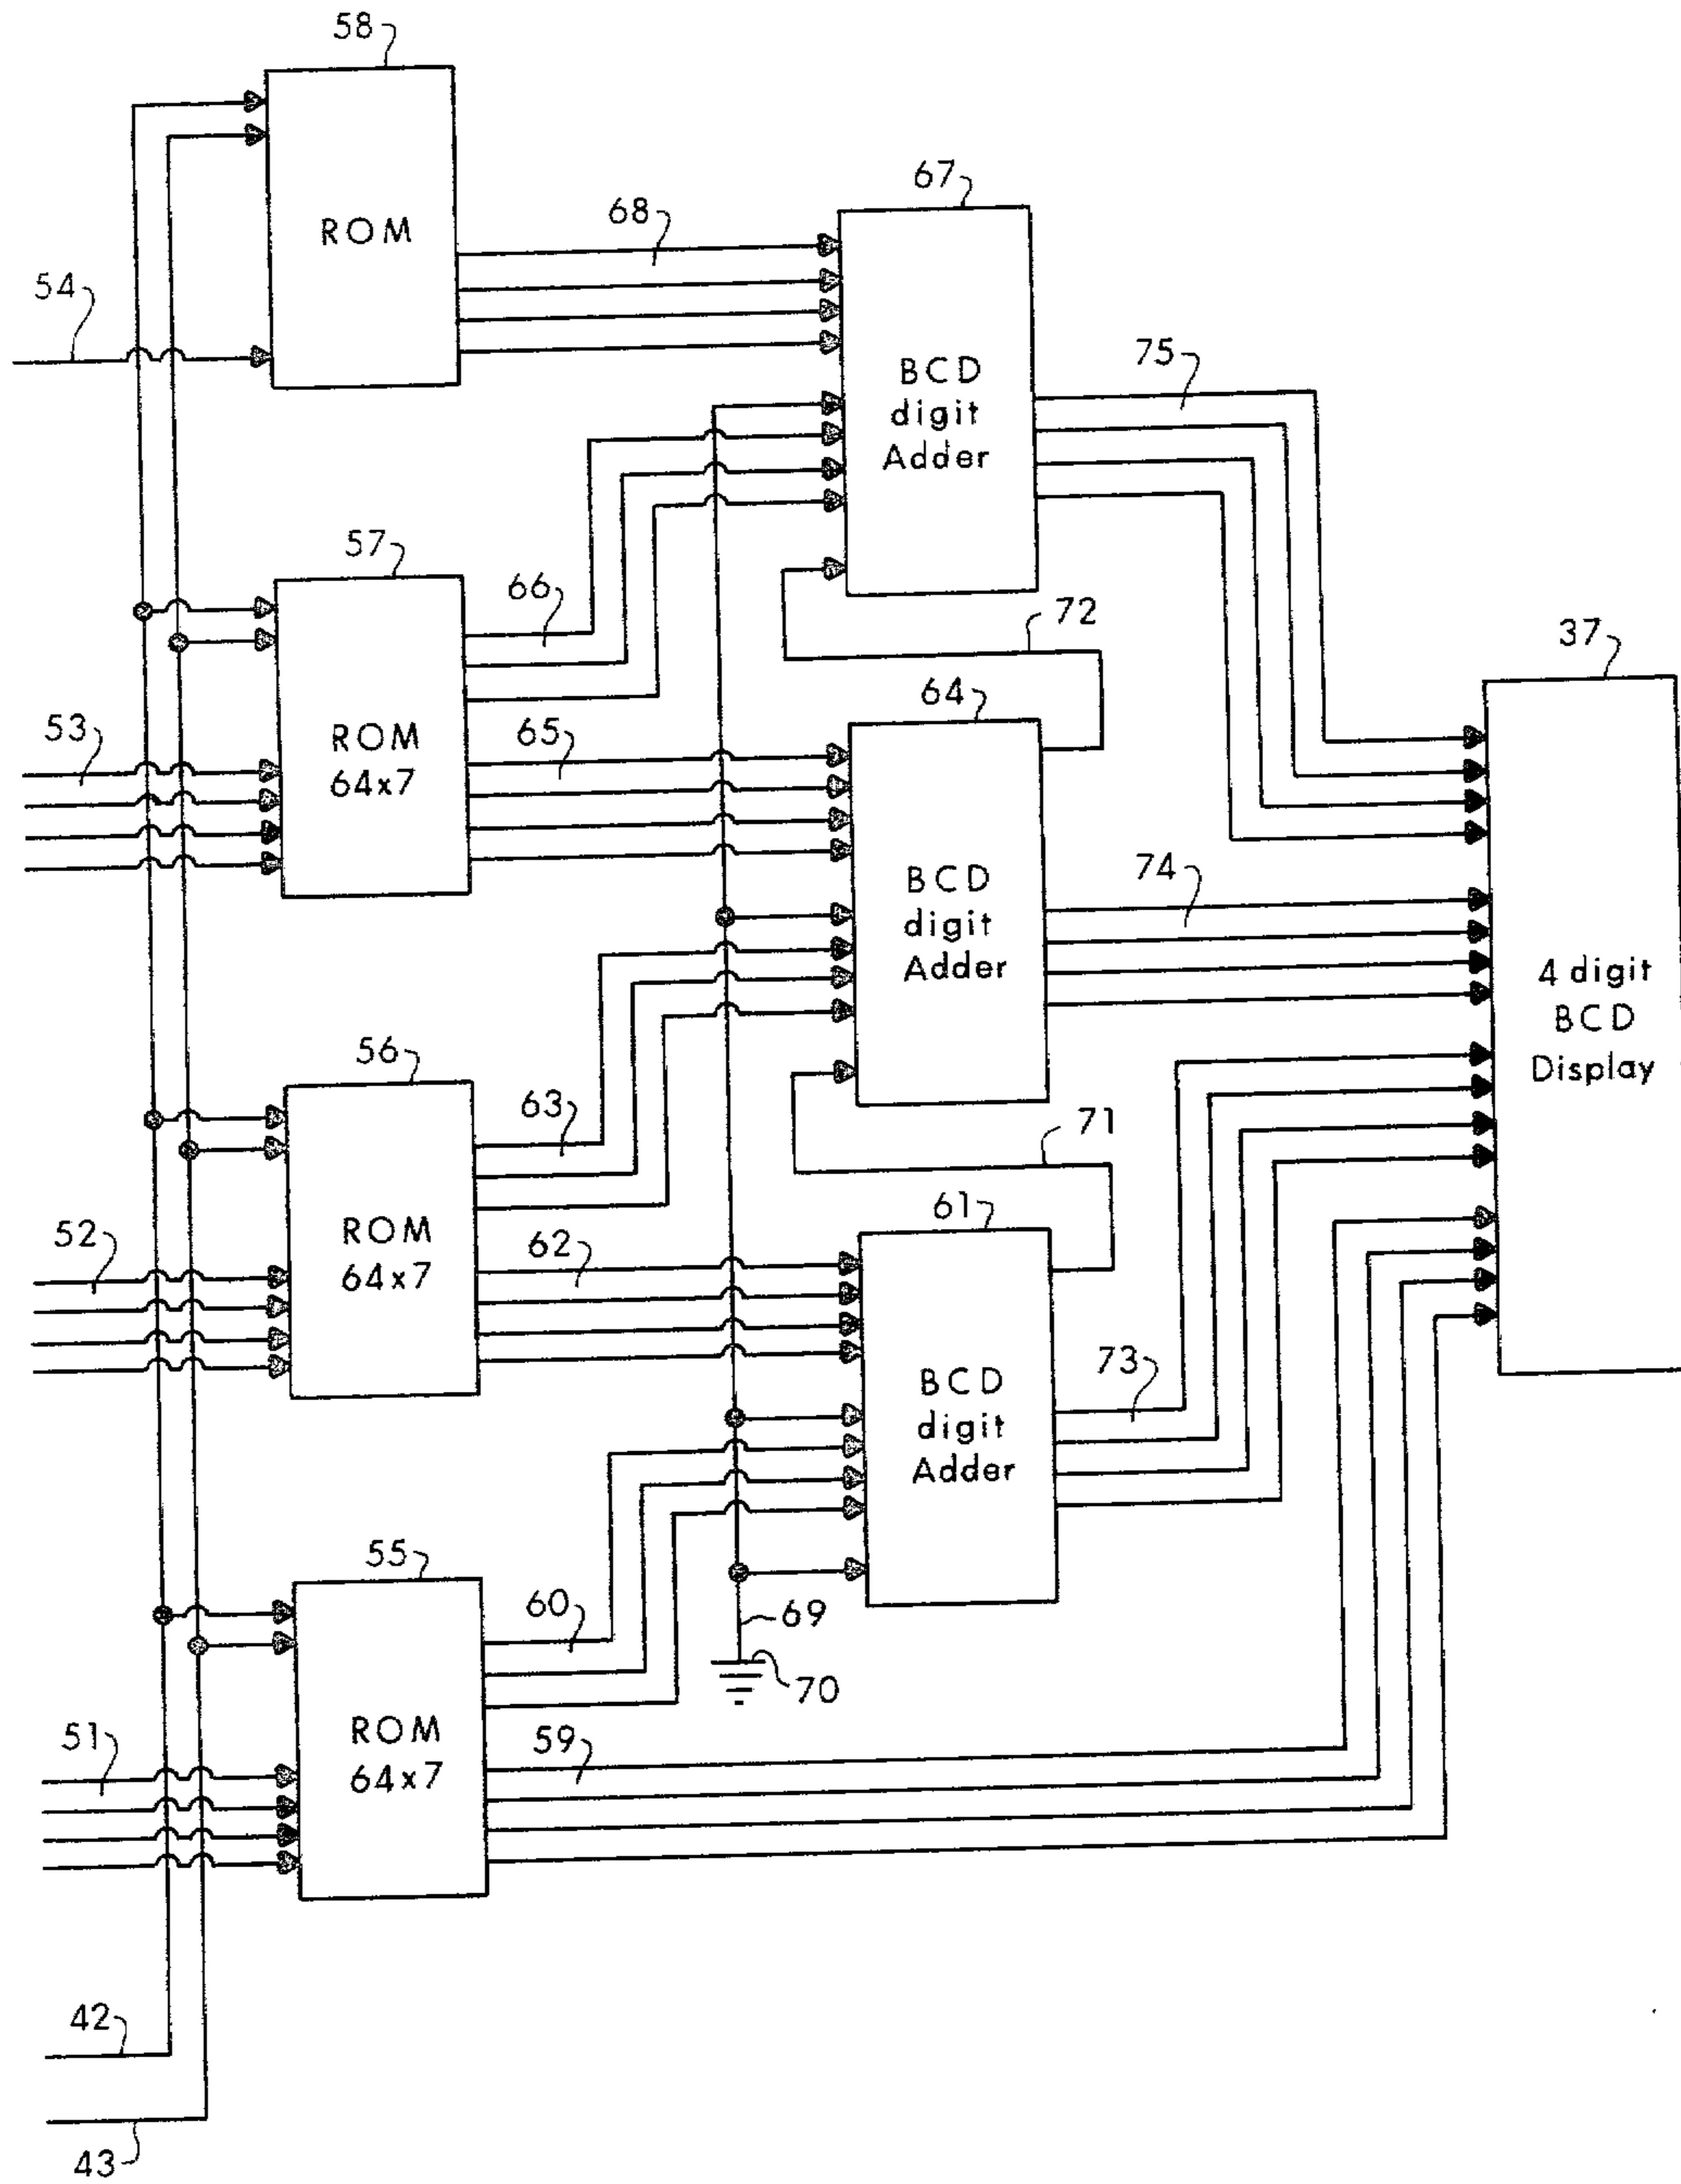 58
ROM
54
68
67
BCD
digit
Adder
75
57
ROM
64x7
53
66
65
72
64
BCD
digit
Adder
74
37
4 digit
BCD
Display
56
ROM
64x7
52
63
62
71
61
BCD
digit
Adder
73
55
ROM
64x7
51
60
59
69
70
42
43